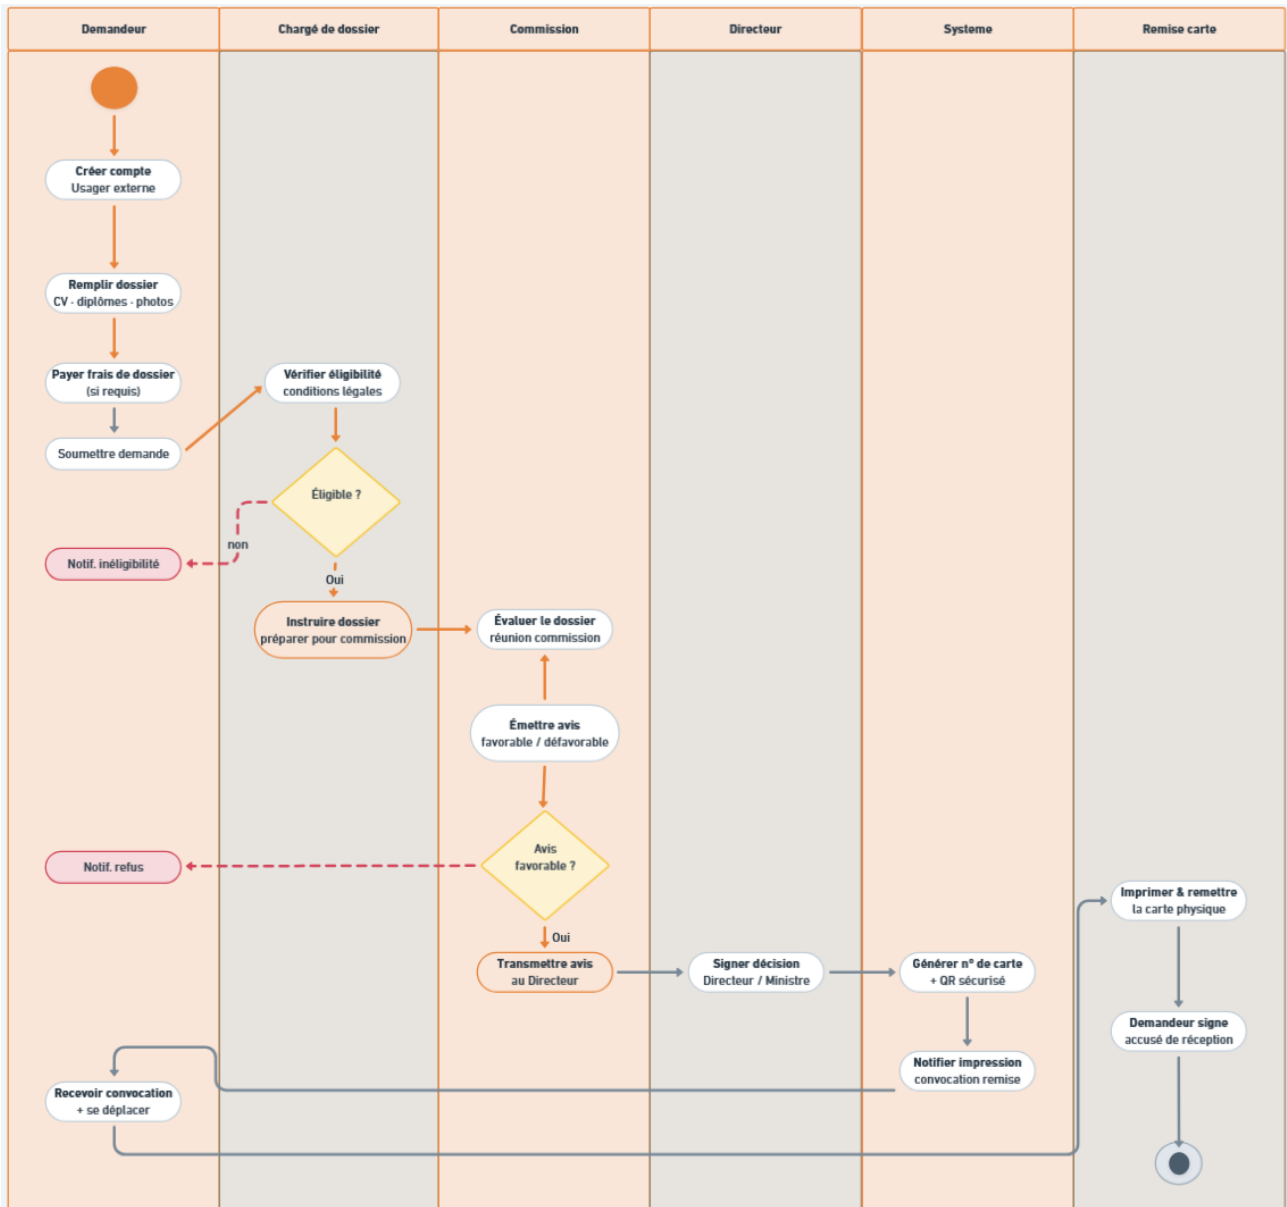 Demandeur
Chargé de dossier
Commission
Directeur
Systeme
Remise carte
Créer compte
Usager externe
Remplir dossier
CV · diplômes · photos
Payer frais de dossier
(si requis)
Soumettre demande
Vérifier éligibilité
conditions légales
Éligible ?
non
Notif. inéligibilité
Oui
Instruire dossier
préparer pour commission
Évaluer le dossier
réunion commission
Émettre avis
favorable / défavorable
Avis
favorable ?
Notif. refus
Oui
Transmettre avis
au Directeur
Signer décision
Directeur / Ministre
Générer n° de carte
+ QR sécurisé
Notifier impression
convocation remise
Recevoir convocation
+ se déplacer
Imprimer & remettre
la carte physique
Demandeur signe
accusé de réception